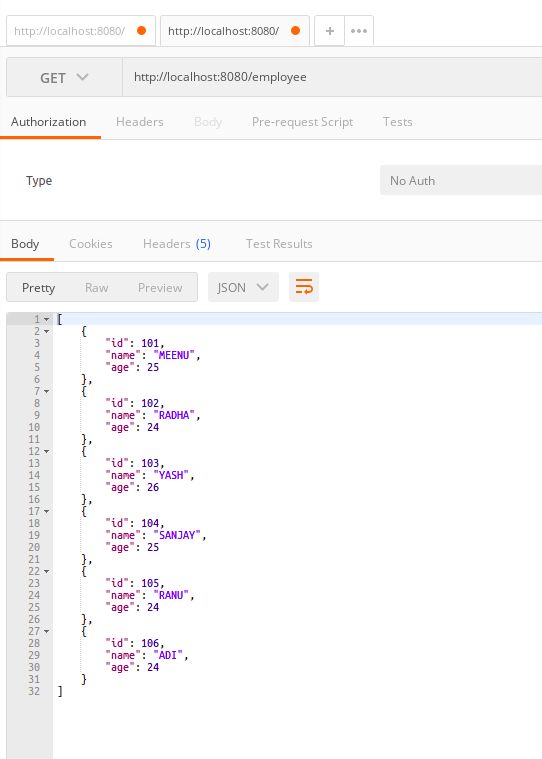 http://localhost:8080/ http://localhost:8080/ + •••
GET http://localhost:8080/employee
Authorization Headers Body Pre-request Script Tests
Type No Auth
Body Cookies Headers (5) Test Results
Pretty Raw Preview JSON
1 [
2 {
3 "id": 101,
4 "name": "MEENU",
5 "age": 25
6 },
7 {
8 "id": 102,
9 "name": "RADHA",
10 "age": 24
11 },
12 {
13 "id": 103,
14 "name": "YASH",
15 "age": 26
16 },
17 {
18 "id": 104,
19 "name": "SANJAY",
20 "age": 25
21 },
22 {
23 "id": 105,
24 "name": "RANU",
25 "age": 24
26 },
27 {
28 "id": 106,
29 "name": "ADI",
30 "age": 24
31 }
32 ]